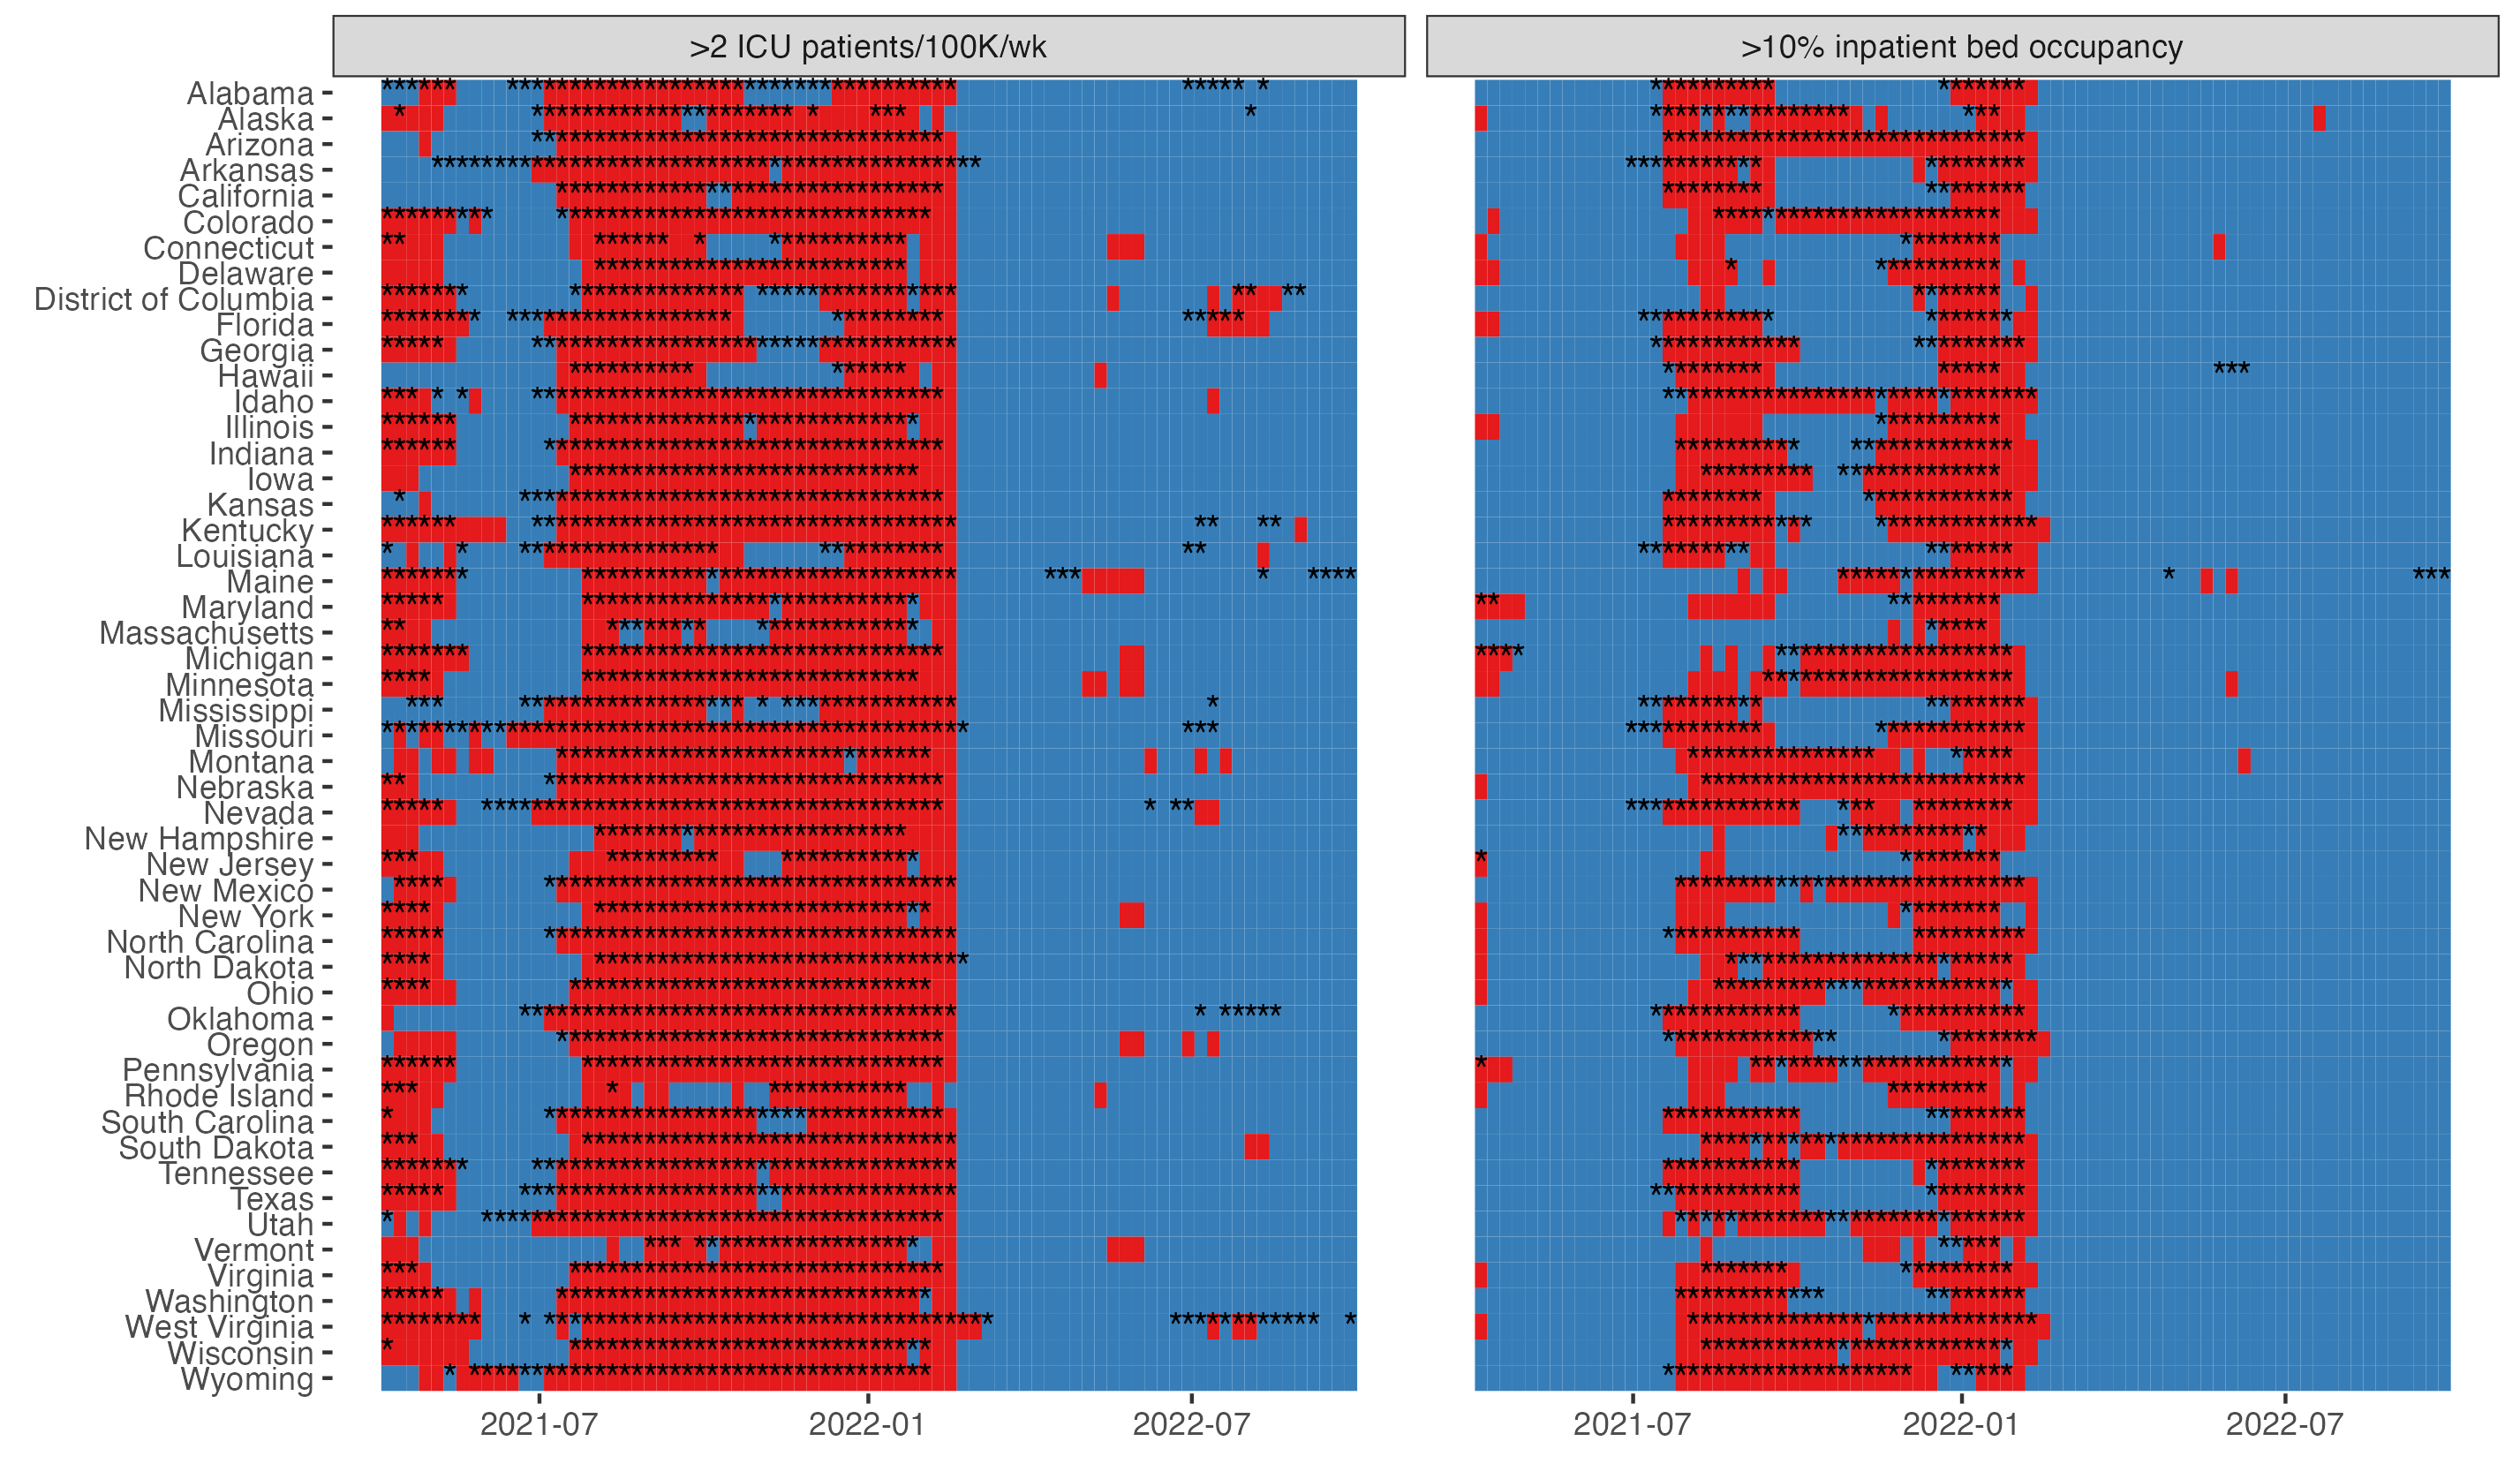 >2 ICU patients/100K/wk
>10% inpatient bed occupancy
Alabama
Alaska
Arizona
Arkansas
California
Colorado
Connecticut
Delaware
District of Columbia
Florida
Georgia
Hawaii
Idaho
Illinois
Indiana
Iowa
Kansas
Kentucky
Louisiana
Maine
Maryland
Massachusetts
Michigan
Minnesota
Mississippi
Missouri
Montana
Nebraska
Nevada
New Hampshire
New Jersey
New Mexico
New York
North Carolina
North Dakota
Ohio
Oklahoma
Oregon
Pennsylvania
Rhode Island
South Carolina
South Dakota
Tennessee
Texas
Utah
Vermont
Virginia
Washington
West Virginia
Wisconsin
Wyoming
2021-07 2022-01 2022-07
2021-07 2022-01 2022-07